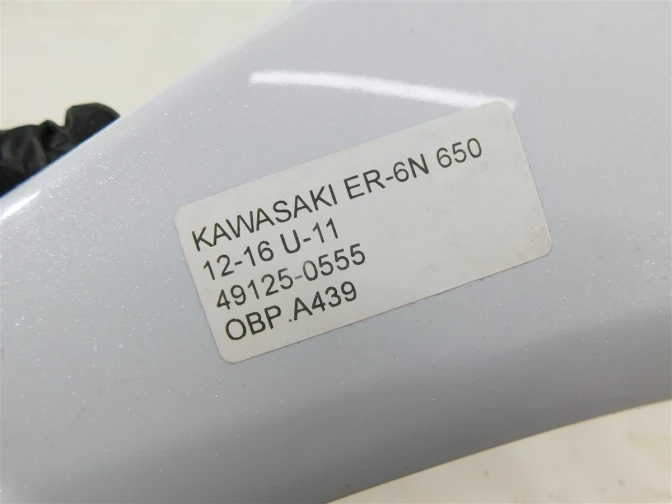 KAWASAKI ER-6N 650
12-16 U-11
49125-0555
OBP.A439